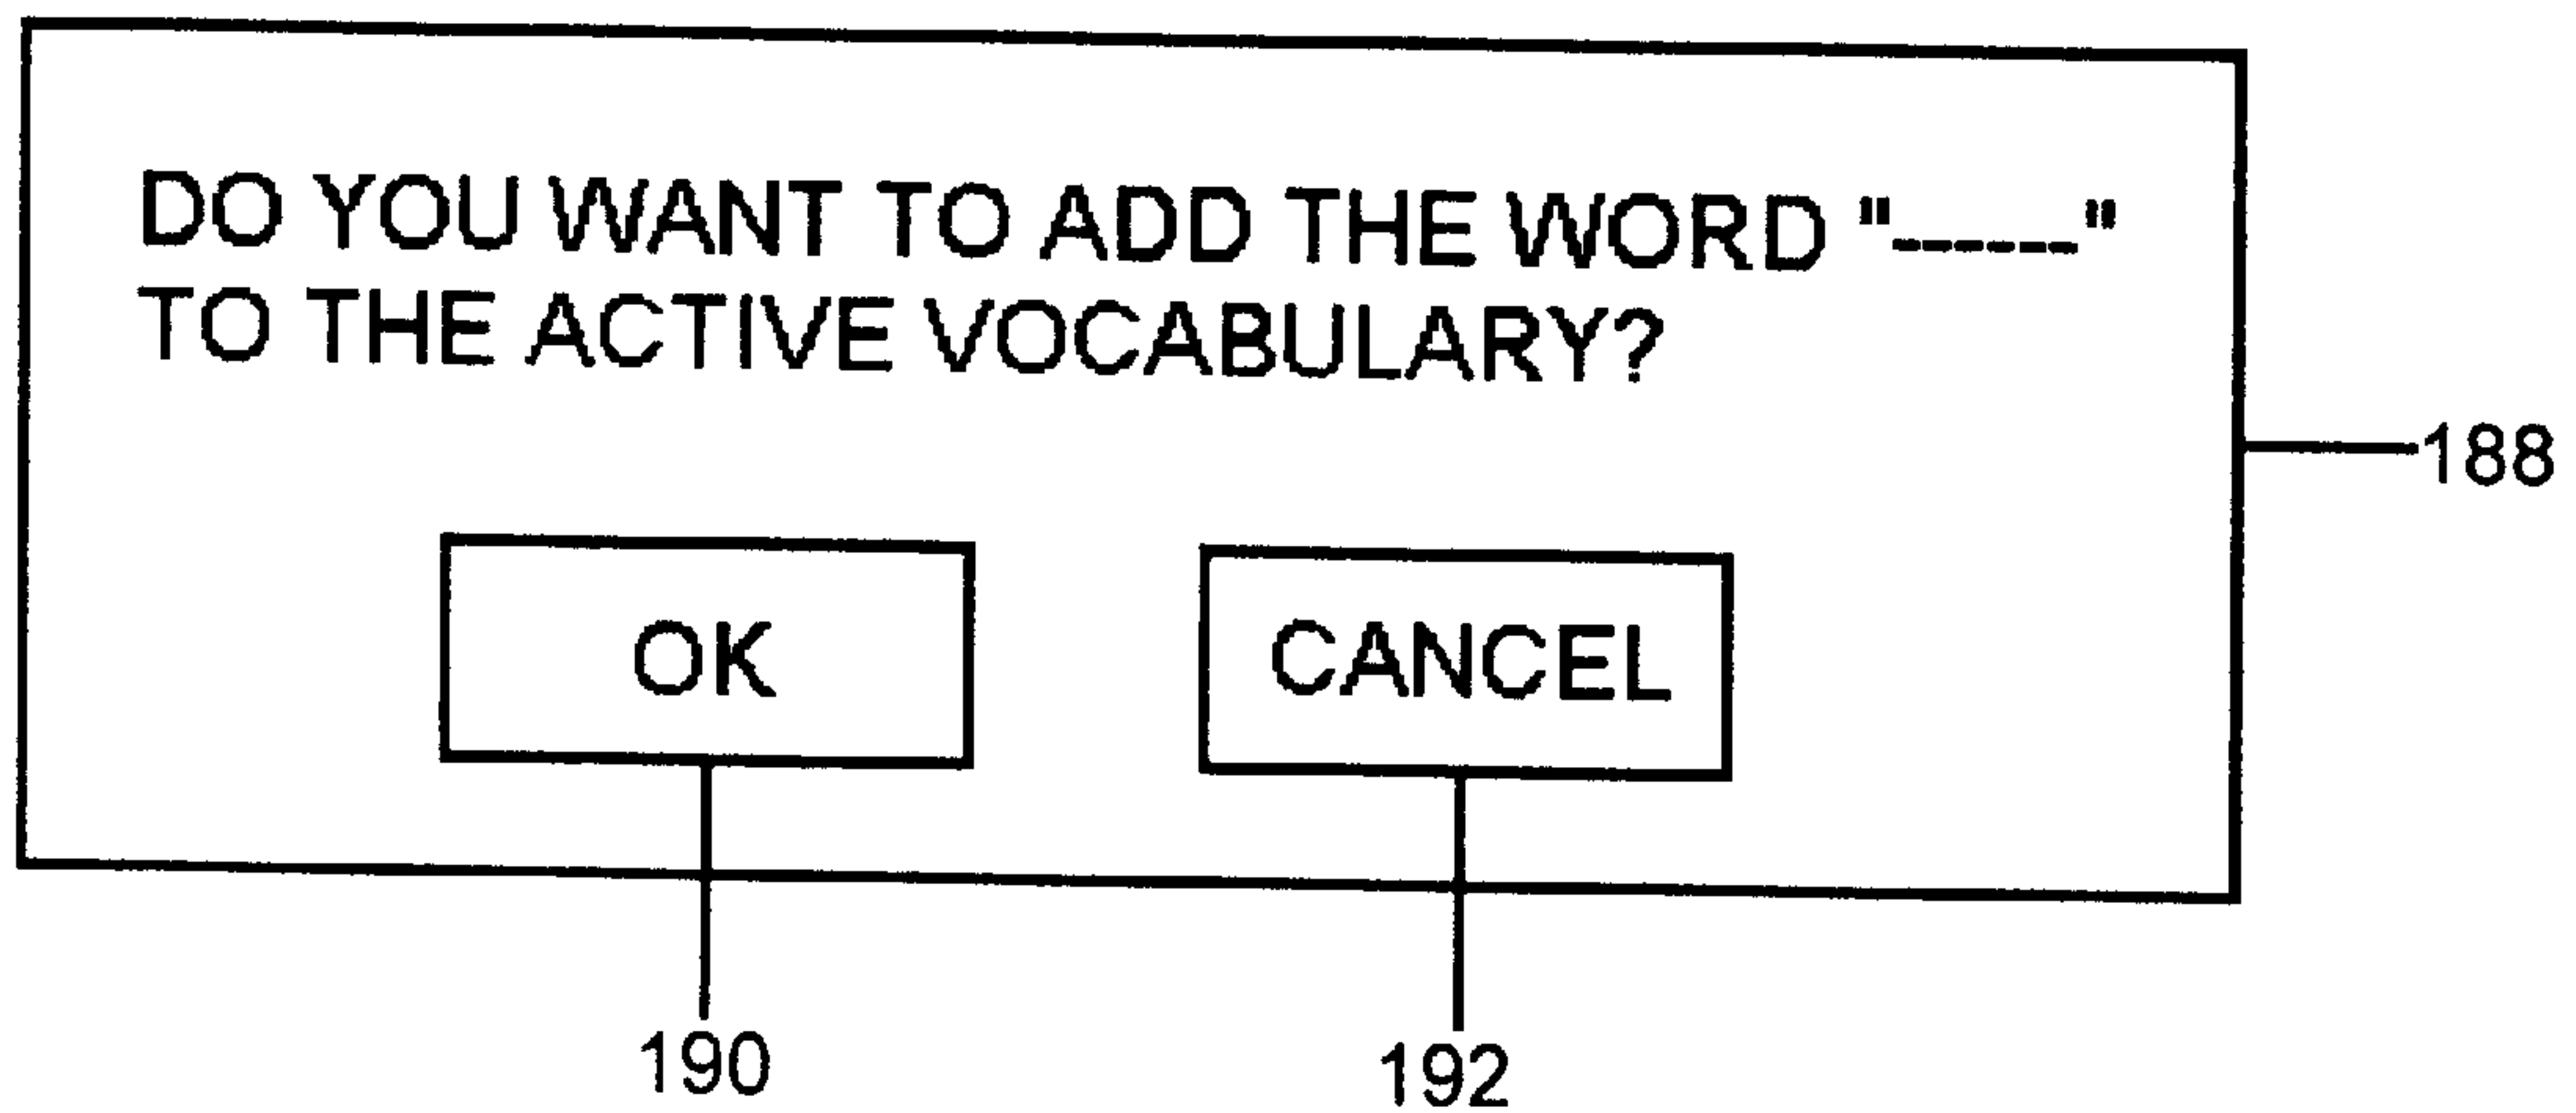 DO YOU WANT TO ADD THE WORD "------"
TO THE ACTIVE VOCABULARY?
188
OK
CANCEL
190
192